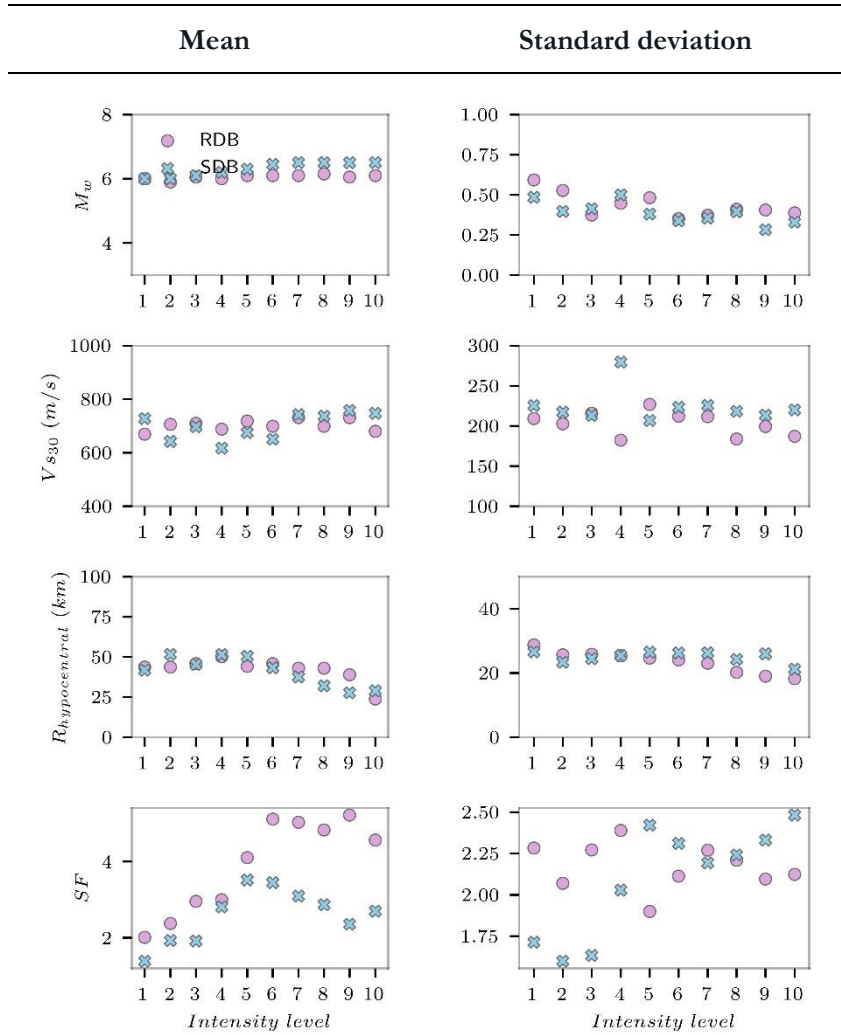 Mean Standard deviation
8
6
4
M_w
RDB
SDB
1 2 3 4 5 6 7 8 9 10
1.00
0.75
0.50
0.25
0.00
1 2 3 4 5 6 7 8 9 10
1000
800
600
400
Vs_30 (m/s)
1 2 3 4 5 6 7 8 9 10
300
250
200
150
100
1 2 3 4 5 6 7 8 9 10
100
75
50
25
0
R_hypocentral (km)
1 2 3 4 5 6 7 8 9 10
40
20
0
1 2 3 4 5 6 7 8 9 10
4
2
SF
1 2 3 4 5 6 7 8 9 10
Intensity level
2.50
2.25
2.00
1.75
1 2 3 4 5 6 7 8 9 10
Intensity level